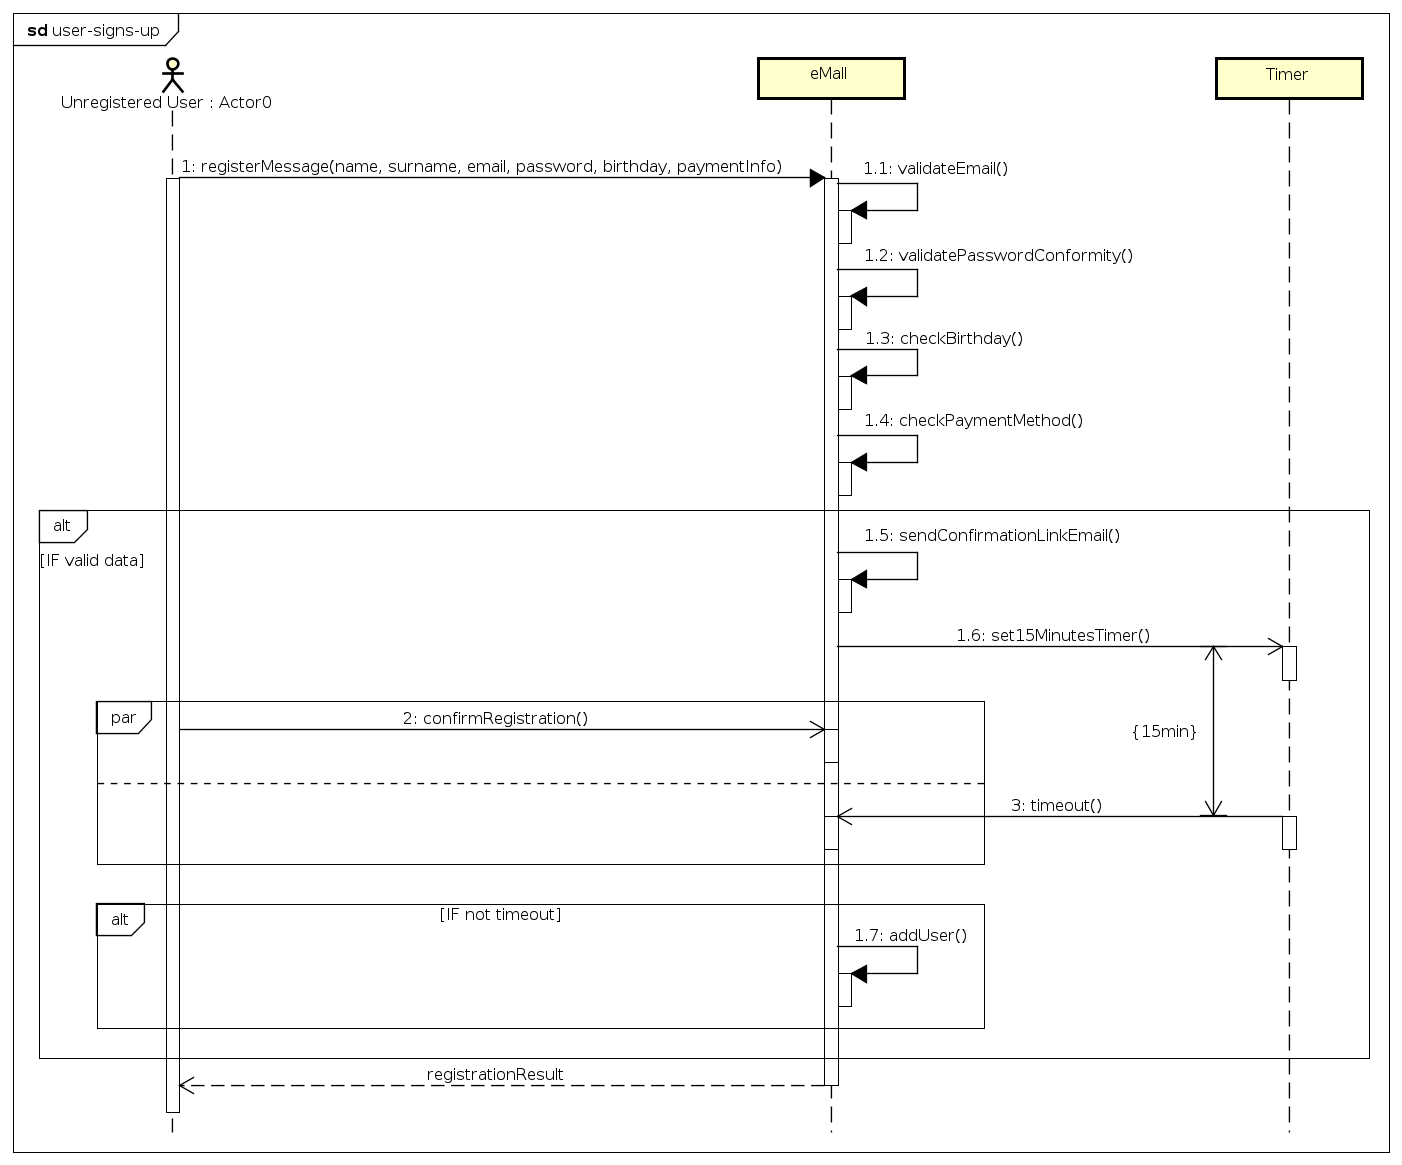 sd user-signs-up
Unregistered User : Actor0
eMall
Timer
1: registerMessage(name, surname, email, password, birthday, paymentInfo)
1.1: validateEmail()
1.2: validatePasswordConformity()
1.3: checkBirthday()
1.4: checkPaymentMethod()
alt
[IF valid data]
1.5: sendConfirmationLinkEmail()
1.6: set15MinutesTimer()
par
2: confirmRegistration()
{15min}
3: timeout()
alt
[IF not timeout]
1.7: addUser()
registrationResult